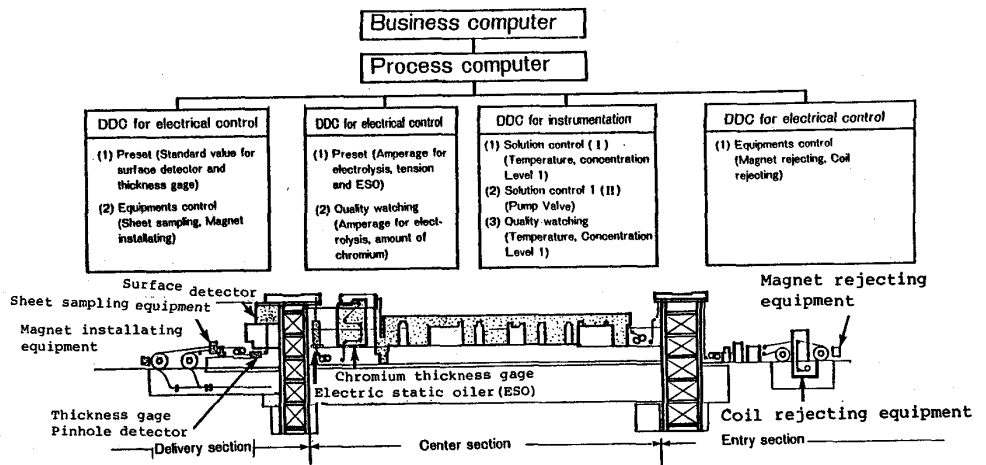 Business computer
Process computer
DDC for electrical control
(1) Preset (Standard value for
surface detector and
thickness gage)
(2) Equipments control
(Sheet sampling, Magnet
installating)
DDC for electrical control
(1) Preset (Amperage for
electrolysis, tension
and ESO)
(2) Quality watching
(Amperage for elect-
rolysis, amount of
chromium)
DDC for instrumentation
(1) Solution control (I)
(Temperature, concentration
Level 1)
(2) Solution control 1 (II)
(Pump Valve)
(3) Quality watching
(Temperature, Concentration
Level 1)
DDC for electrical control
(1) Equipments control
(Magnet rejecting, Coil
rejecting)
Surface detector
Sheet sampling equipment
Magnet installating
equipment
Magnet rejecting
equipment
Chromium thickness gage
Electric static oiler (ESO)
Thickness gage
Pinhole detector
Coil rejecting equipment
Delivery section
Center section
Entry section